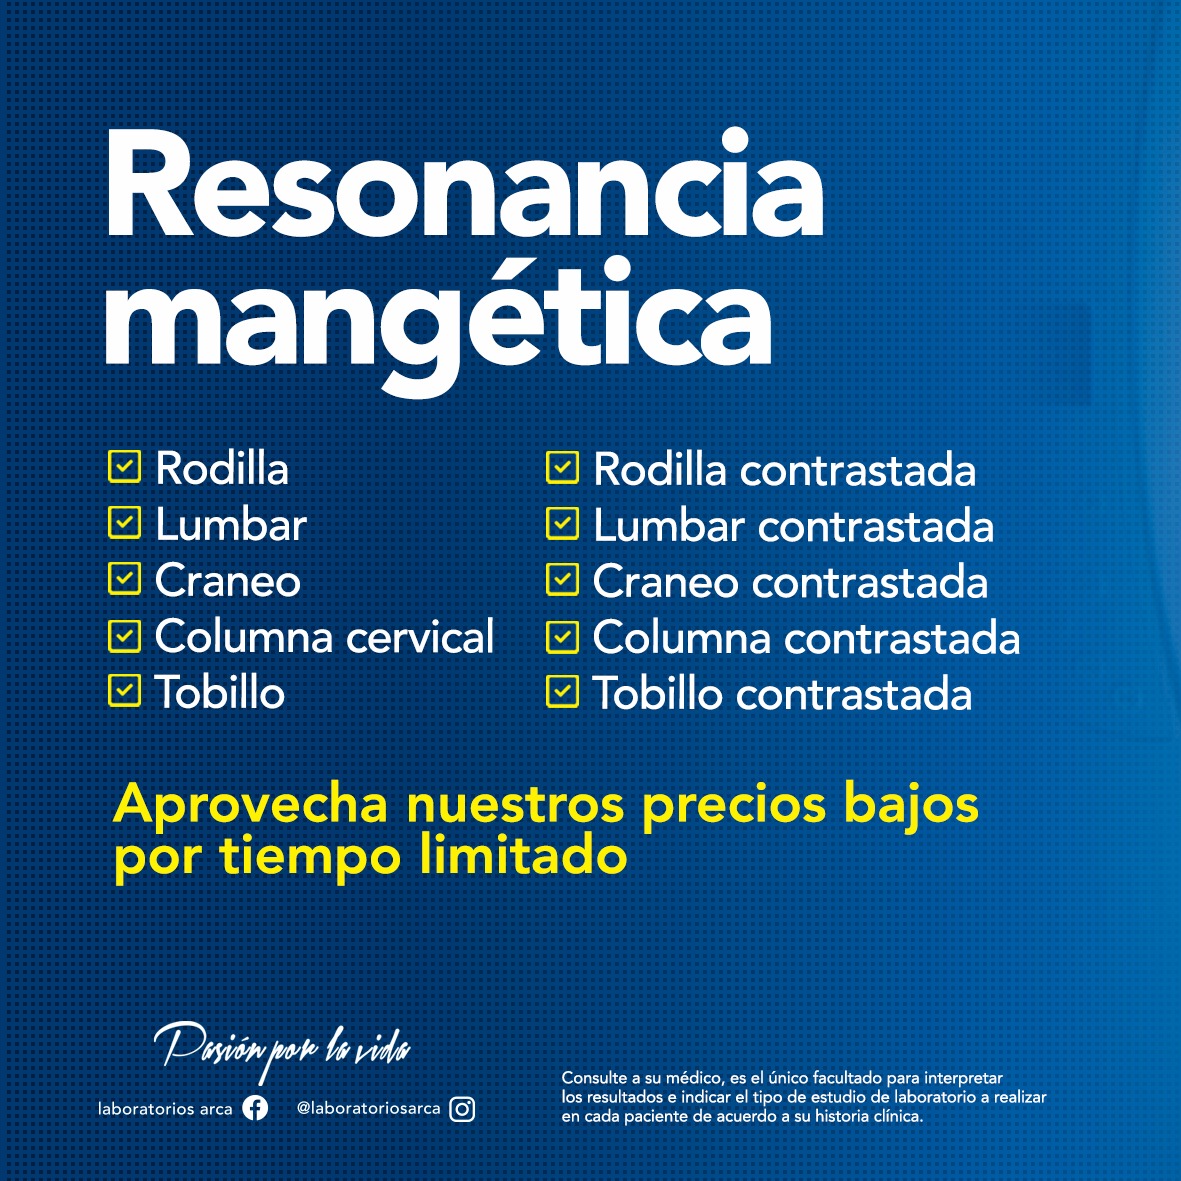 Resonancia
mangética
Rodilla
Lumbar
Craneo
Columna cervical
Tobillo
Rodilla contrastada
Lumbar contrastada
Craneo contrastada
Columna contrastada
Tobillo contrastada
Aprovecha nuestros precios bajos
por tiempo limitado
Pasión por la vida
laboratorios arca
@laboratoriosarca
Consulte a su médico, es el único facultado para interpretar
los resultados e indicar el tipo de estudio de laboratorio a realizar
en cada paciente de acuerdo a su historia clínica.